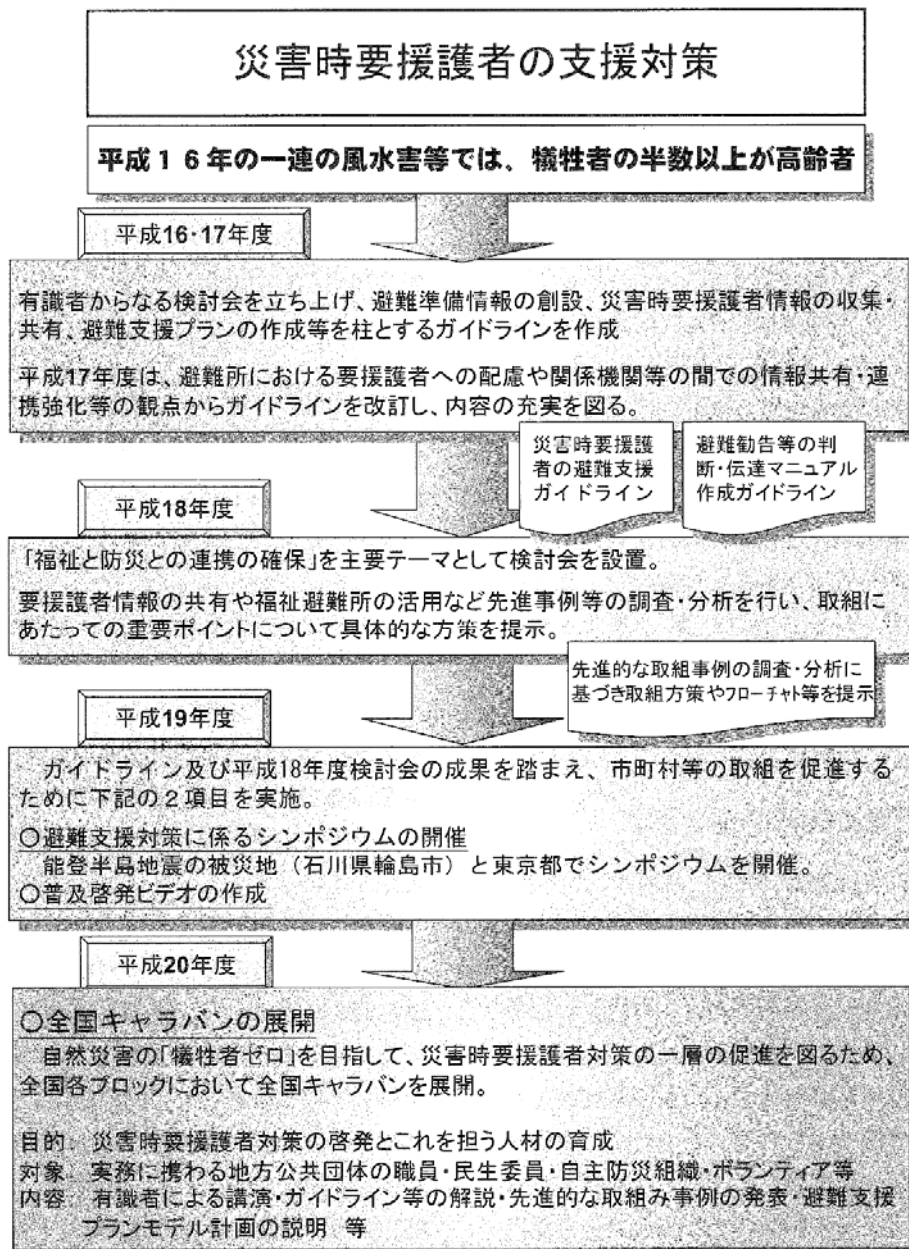 災害時要援護者の支援対策
平成16年の一連の風水害等では、犠牲者の半数以上が高齢者
平成16・17年度
有識者からなる検討会を立ち上げ、避難準備情報の創設、災害時要援護者情報の収集・
共有、避難支援プランの作成等を柱とするガイドラインを作成
平成17年度は、避難所における要援護者への配慮や関係機関等の間での情報共有・連
携強化等の観点からガイドラインを改訂し、内容の充実を図る。
災害時要援護
者の避難支援
ガイドライン
避難勧告等の判
断・伝達マニュアル
作成ガイドライン
平成18年度
「福祉と防災との連携の確保」を主要テーマとして検討会を設置。
要援護者情報の共有や福祉避難所の活用など先進事例等の調査・分析を行い、取組に
あたっての重要ポイントについて具体的な方策を提示。
先進的な取組事例の調査・分析に
基づき取組方策やフローチャト等を提示
平成19年度
ガイドライン及び平成18年度検討会の成果を踏まえ、市町村等の取組を促進する
ために下記の2項目を実施。
○避難支援対策に係るシンポジウムの開催
能登半島地震の被災地（石川県輪島市）と東京都でシンポジウムを開催。
○普及啓発ビデオの作成
平成20年度
○全国キャラバンの展開
自然災害の「犠牲者ゼロ」を目指して、災害時要援護者対策の一層の促進を図るため、
全国各ブロックにおいて全国キャラバンを展開。
目的: 災害時要援護者対策の啓発とこれを担う人材の育成
対象: 実務に携わる地方公共団体の職員・民生委員・自主防災組織・ボランティア等
内容: 有識者による講演・ガイドライン等の解説・先進的な取組み事例の発表・避難支援
プランモデル計画の説明 等